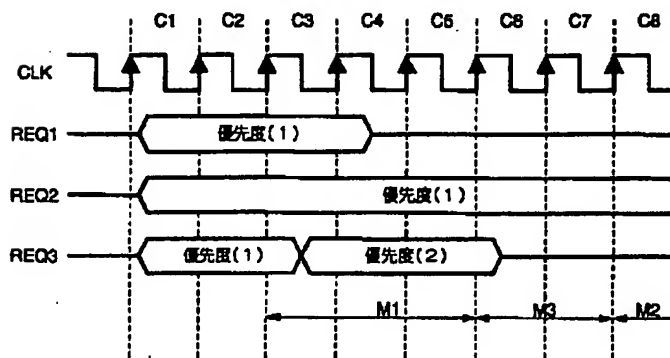 C1 C2 C3 C4 C5 C6 C7 C8
CLK
REQ1 優先度(1)
REQ2 優先度(1)
REQ3 優先度(1) 優先度(2)
M1 M3 M2